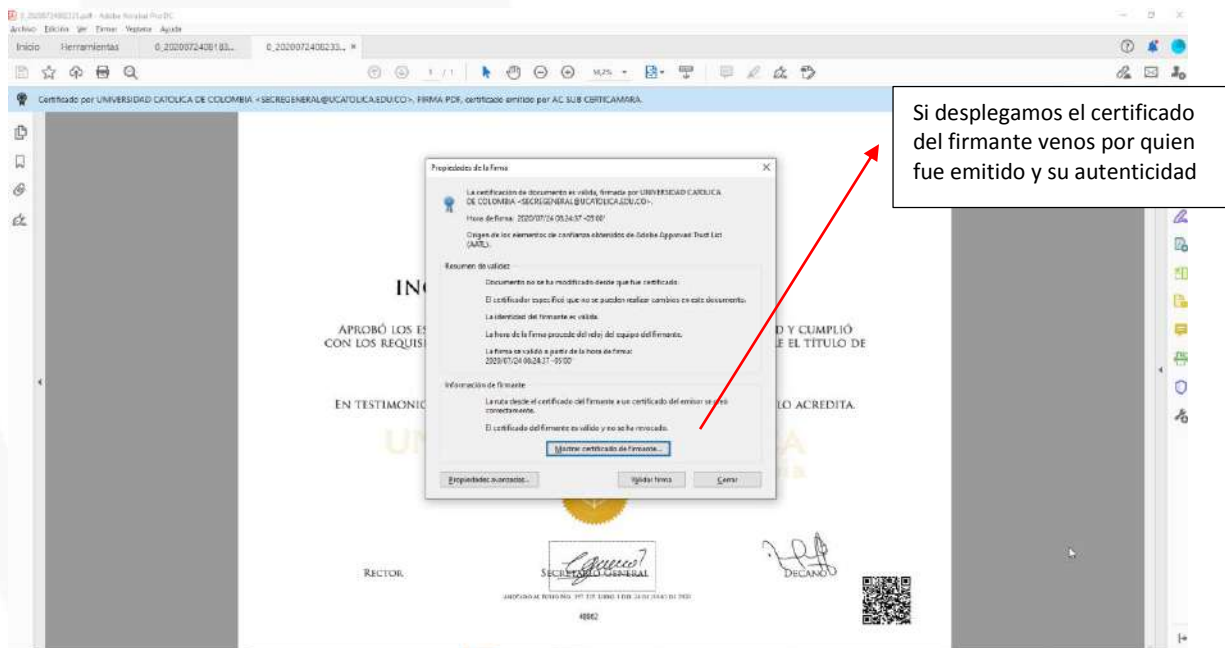 Archivo Edición Ver Firmar Ventana Ayuda
Inicio Herramientas 0_2020072408183... 0_2020072408233... ×
1 / 1
Certificado por UNIVERSIDAD CATOLICA DE COLOMBIA <SECREGENERAL@UCATOLICA.EDU.CO>, FIRMA PDF, certificado emitido por AC SUB CERTICAMARA.
Si desplegamos el certificado
del firmante venos por quien
fue emitido y su autenticidad
Propiedades de la Firma
La certificación de documento es válida, firmada por UNIVERSIDAD CATOLICA
DE COLOMBIA <SECREGENERAL@UCATOLICA.EDU.CO>.
Hora de firma: 2020/07/24 08:24:37 -05'00'
Origen de los elementos de confianza obtenidos de Adobe Approved Trust List
(AATL).
Resumen de validez
Documento no se ha modificado desde que fue certificado.
El certificador especificó que no se pueden realizar cambios en este documento.
La identidad del firmante es válida.
La hora de la firma procede del reloj del equipo del firmante.
La firma se validó a partir de la hora de firma:
2020/07/24 08:24:37 -05'00'
Información de firmante
La ruta desde el certificado del firmante a un certificado del emisor se creó
correctamente.
El certificado del firmante es válido y no se ha revocado.
Mostrar certificado de firmante...
Propiedades avanzadas... Validar firma Cerrar
IN
APROBÓ LOS ES D Y CUMPLIÓ
CON LOS REQUISI E EL TÍTULO DE
EN TESTIMONIO LO ACREDITA.
UN A
RECTOR SECRETARIO GENERAL DECANO
48862